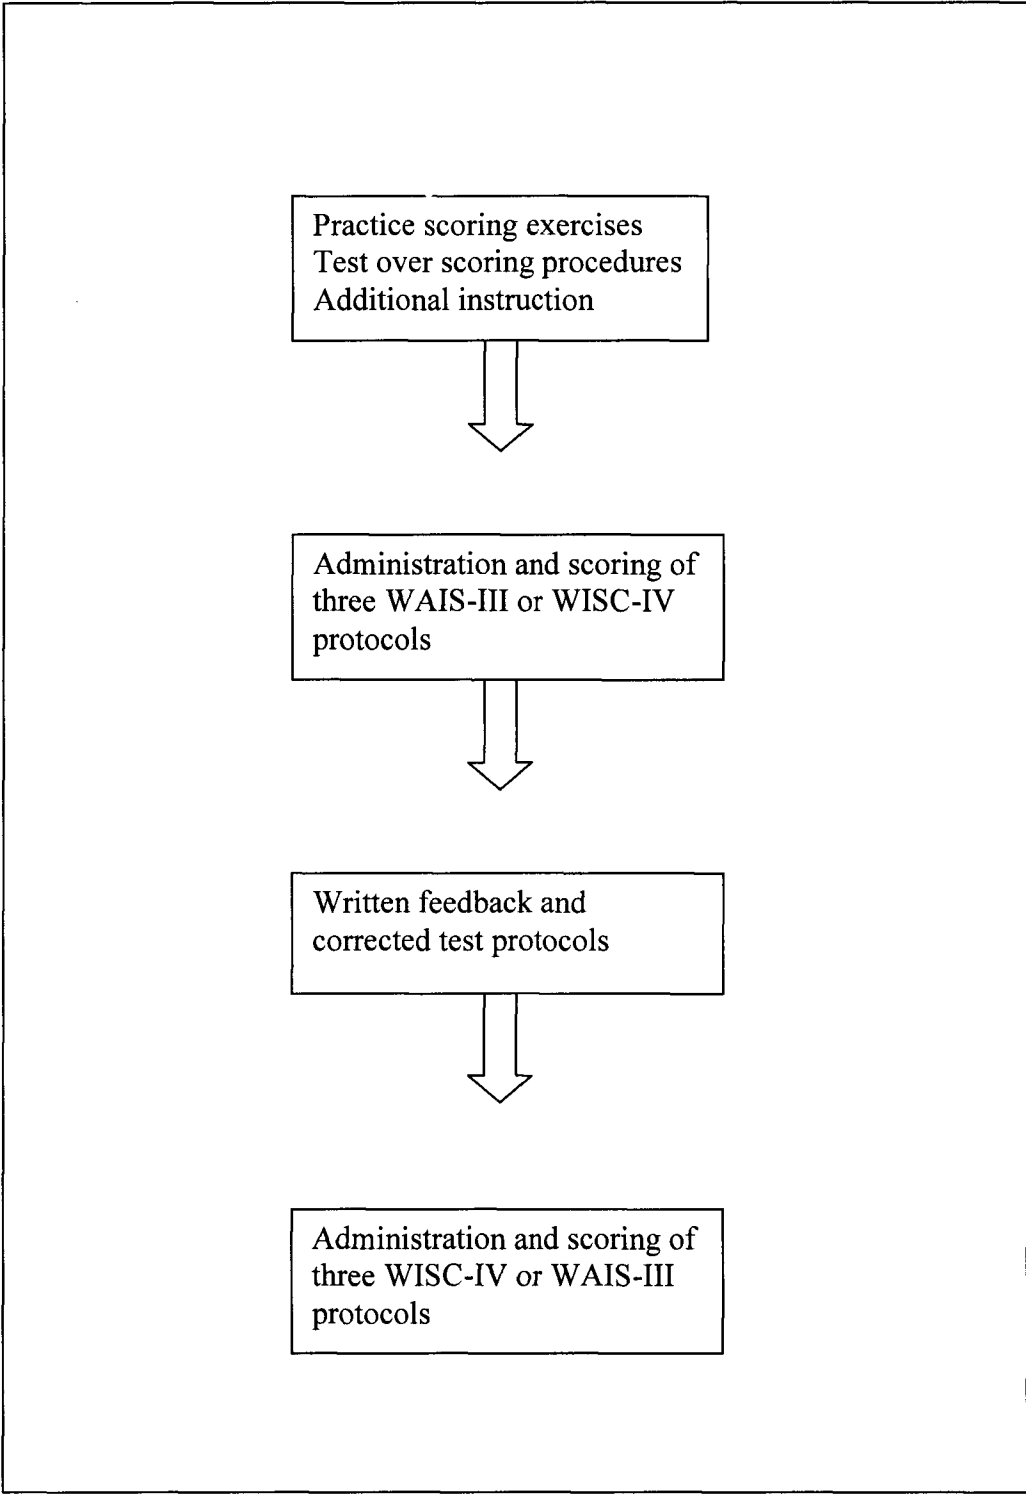 Practice scoring exercises
Test over scoring procedures
Additional instruction
Administration and scoring of
three WAIS-III or WISC-IV
protocols
Written feedback and
corrected test protocols
Administration and scoring of
three WISC-IV or WAIS-III
protocols